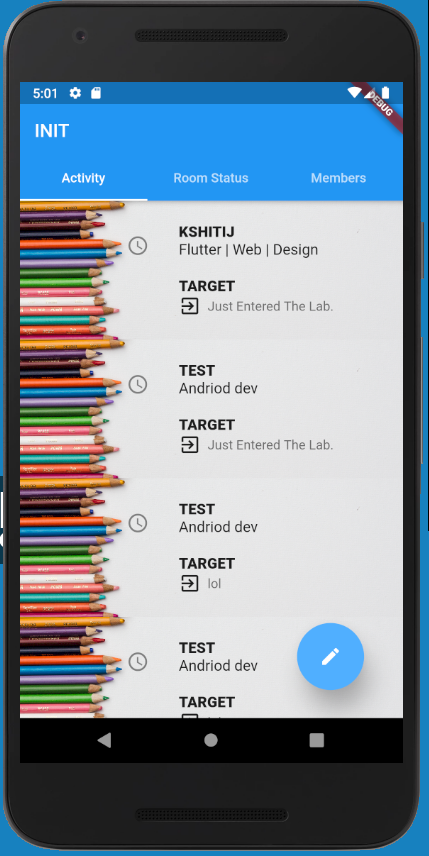 5:01
DEBUG
INIT
Activity Room Status Members
KSHITIJ
Flutter | Web | Design
TARGET
Just Entered The Lab.
TEST
Andriod dev
TARGET
Just Entered The Lab.
TEST
Andriod dev
TARGET
lol
TEST
Andriod dev
TARGET